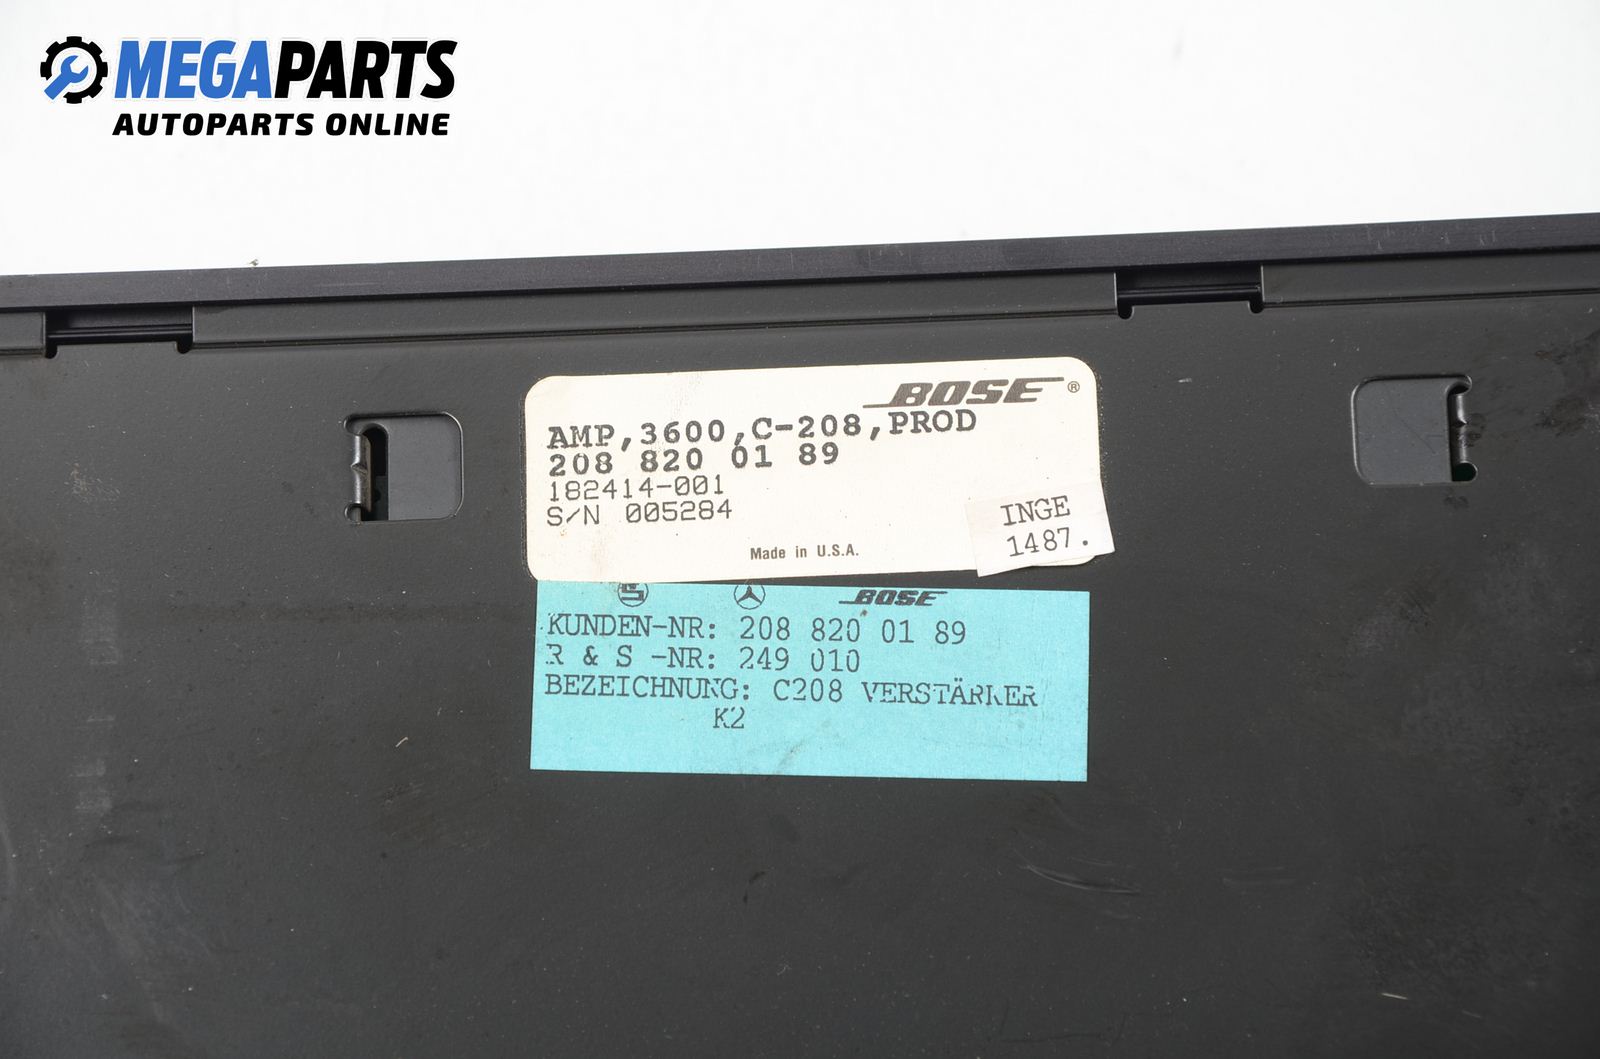 MEGAPARTS
AUTOPARTS ONLINE
BOSE®
AMP,3600,C-208,PROD
208 820 01 89
182414-001
S/N 005284
Made in U.S.A.
INGE
1487.
BOSE
KUNDEN-NR: 208 820 01 89
R & S -NR: 249 010
BEZEICHNUNG: C208 VERSTÄRKER
K2